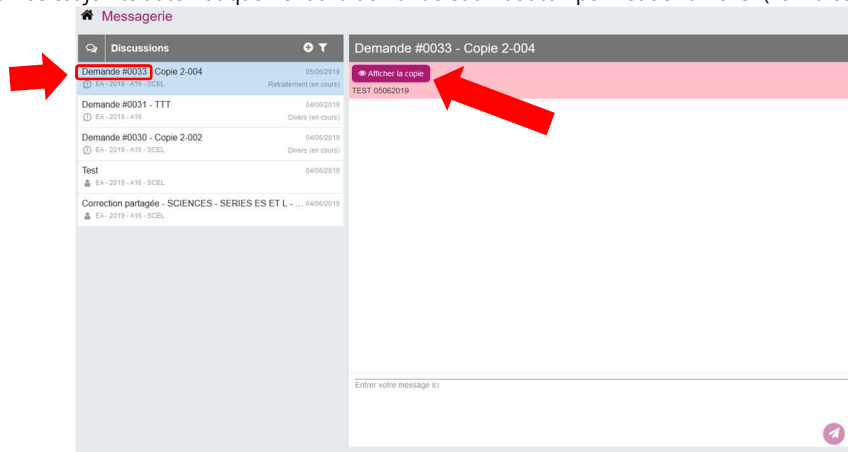 Messagerie
Discussions
Demande #0033 - Copie 2-004
Demande #0033 Copie 2-004 05/06/2019
EA - 2019 - A16 - SCEL Retraitement (en cours)
Afficher la copie
TEST 05062019
Demande #0031 - TTT 04/06/2019
EA - 2019 - A16 Divers (en cours)
Demande #0030 - Copie 2-002 04/06/2019
EA - 2019 - A16 - SCEL Divers (en cours)
Test 04/06/2019
EA - 2019 - A16 - SCEL
Correction partagée - SCIENCES - SERIES ES ET L - ... 04/06/2019
EA - 2019 - A16 - SCEL
Entrer votre message ici